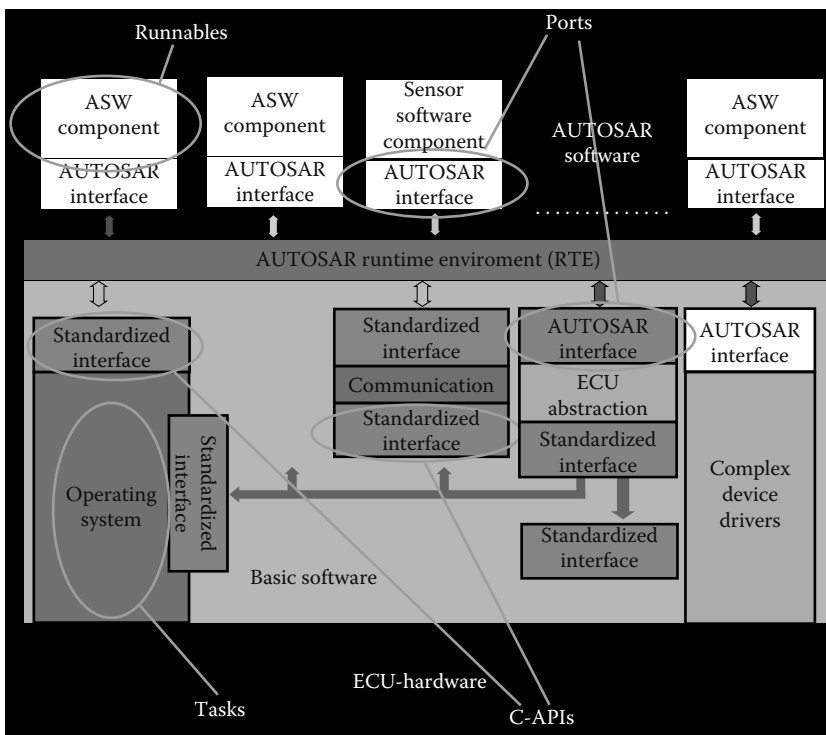 Runnables
Ports
ASW
component
AUTOSAR
interface
ASW
component
AUTOSAR
interface
Sensor
software
component
AUTOSAR
interface
AUTOSAR
software
ASW
component
AUTOSAR
interface
AUTOSAR runtime enviroment (RTE)
Standardized
interface
Operating
system
Standardized
interface
Standardized
interface
Communication
Standardized
interface
AUTOSAR
interface
ECU
abstraction
Standardized
interface
Standardized
interface
AUTOSAR
interface
Complex
device
drivers
Basic software
ECU-hardware
Tasks
C-APIs